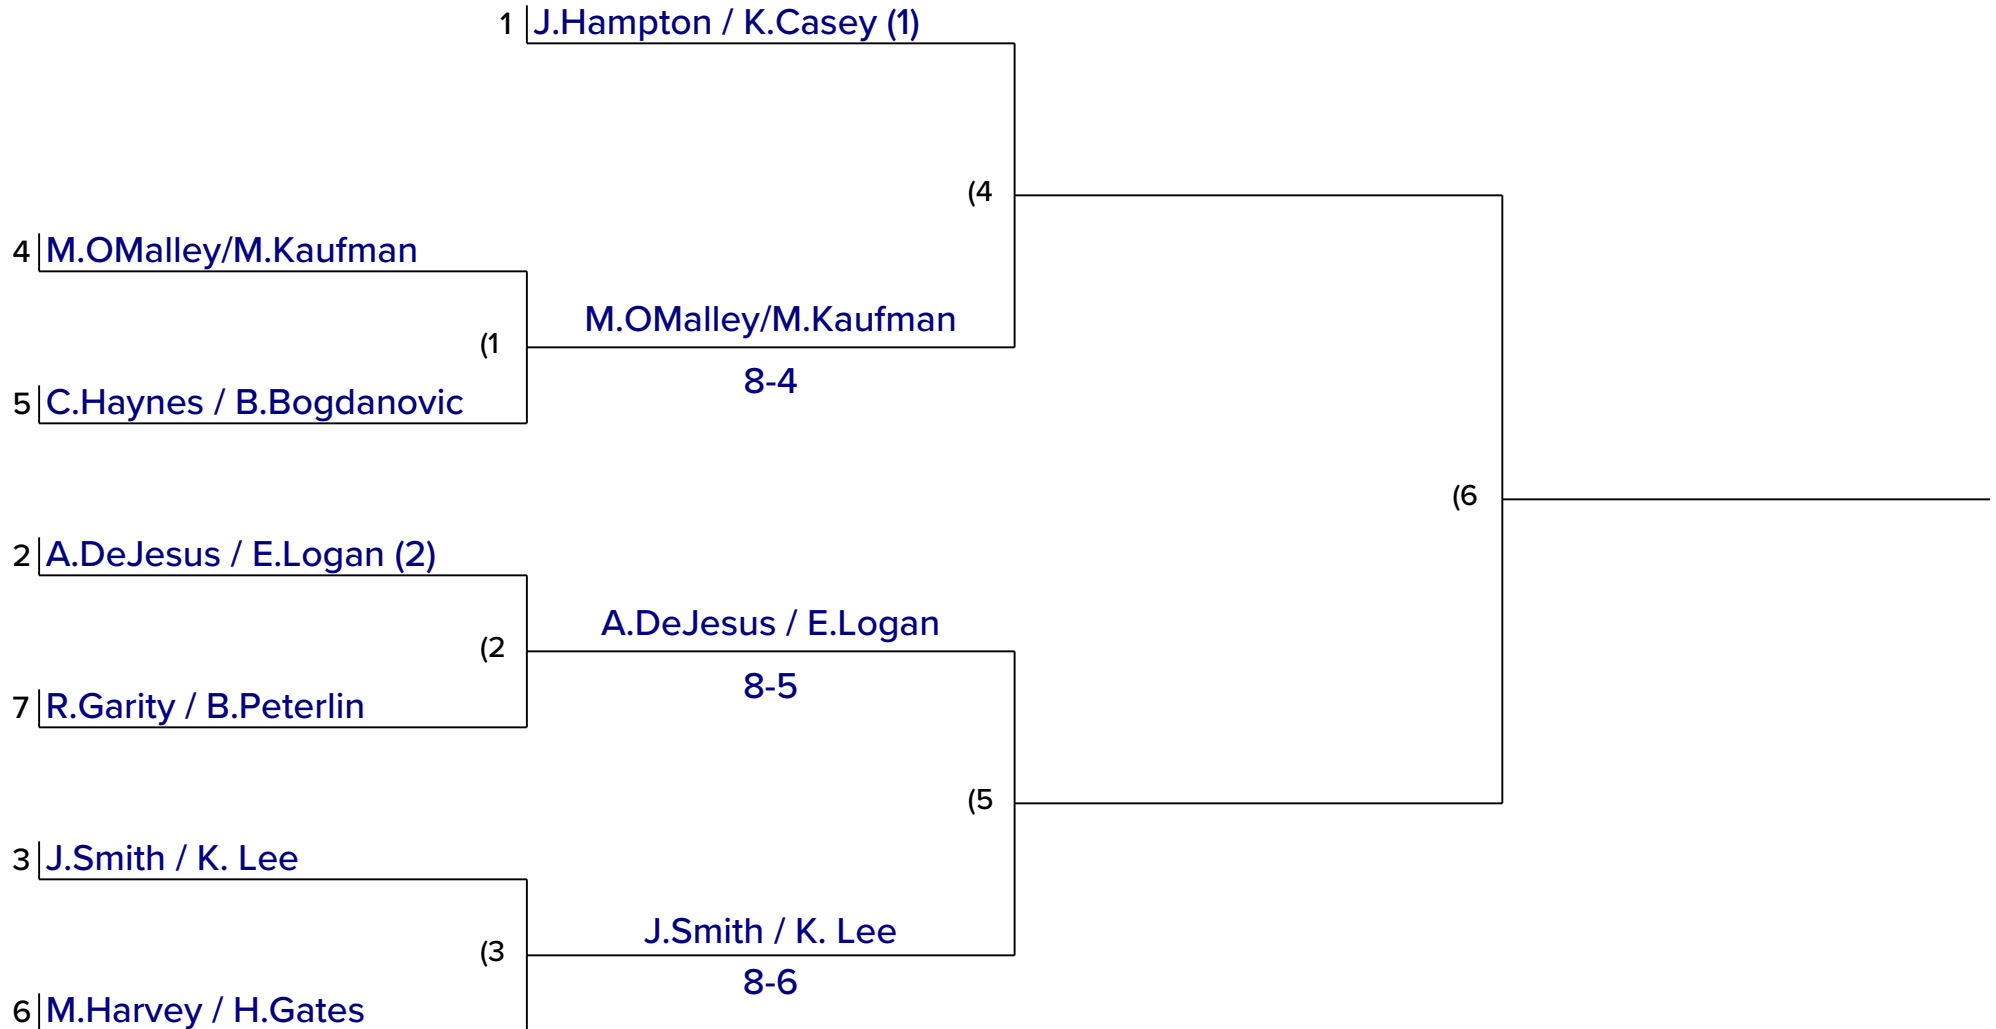 1 J.Hampton / K.Casey (1)
(4
4 M.OMalley/M.Kaufman
M.OMalley/M.Kaufman
(1
8-4
5 C.Haynes / B.Bogdanovic
(6
2 A.DeJesus / E.Logan (2)
A.DeJesus / E.Logan
(2
8-5
7 R.Garity / B.Peterlin
(5
3 J.Smith / K. Lee
J.Smith / K. Lee
(3
8-6
6 M.Harvey / H.Gates